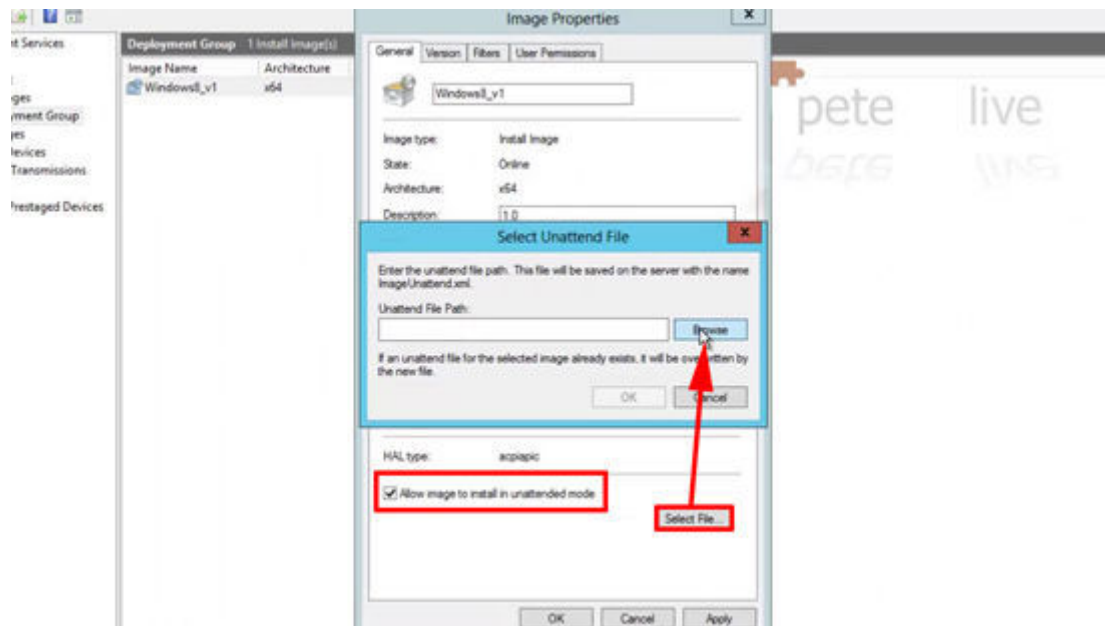 Image Properties
x
nt Services
Deployment Group 1 Install Image(s)
General Version Filters User Permissions
Image Name Architecture
Windows8_v1 x64
Windows8_v1
ges
yment Group
ges
Devices
Transmissions
Prestaged Devices
pete live
Image type: Install Image
State: Online
Architecture: x64
Description: 1.0
Select Unattend File
x
Enter the unattend file path. This file will be saved on the server with the name
ImageUnattend.xml.
Unattend File Path:
Browse
If an unattend file for the selected image already exists, it will be overwritten by
the new file.
OK Cancel
HAL type: acpiapic
Allow image to install in unattended mode
Select File...
OK Cancel Apply